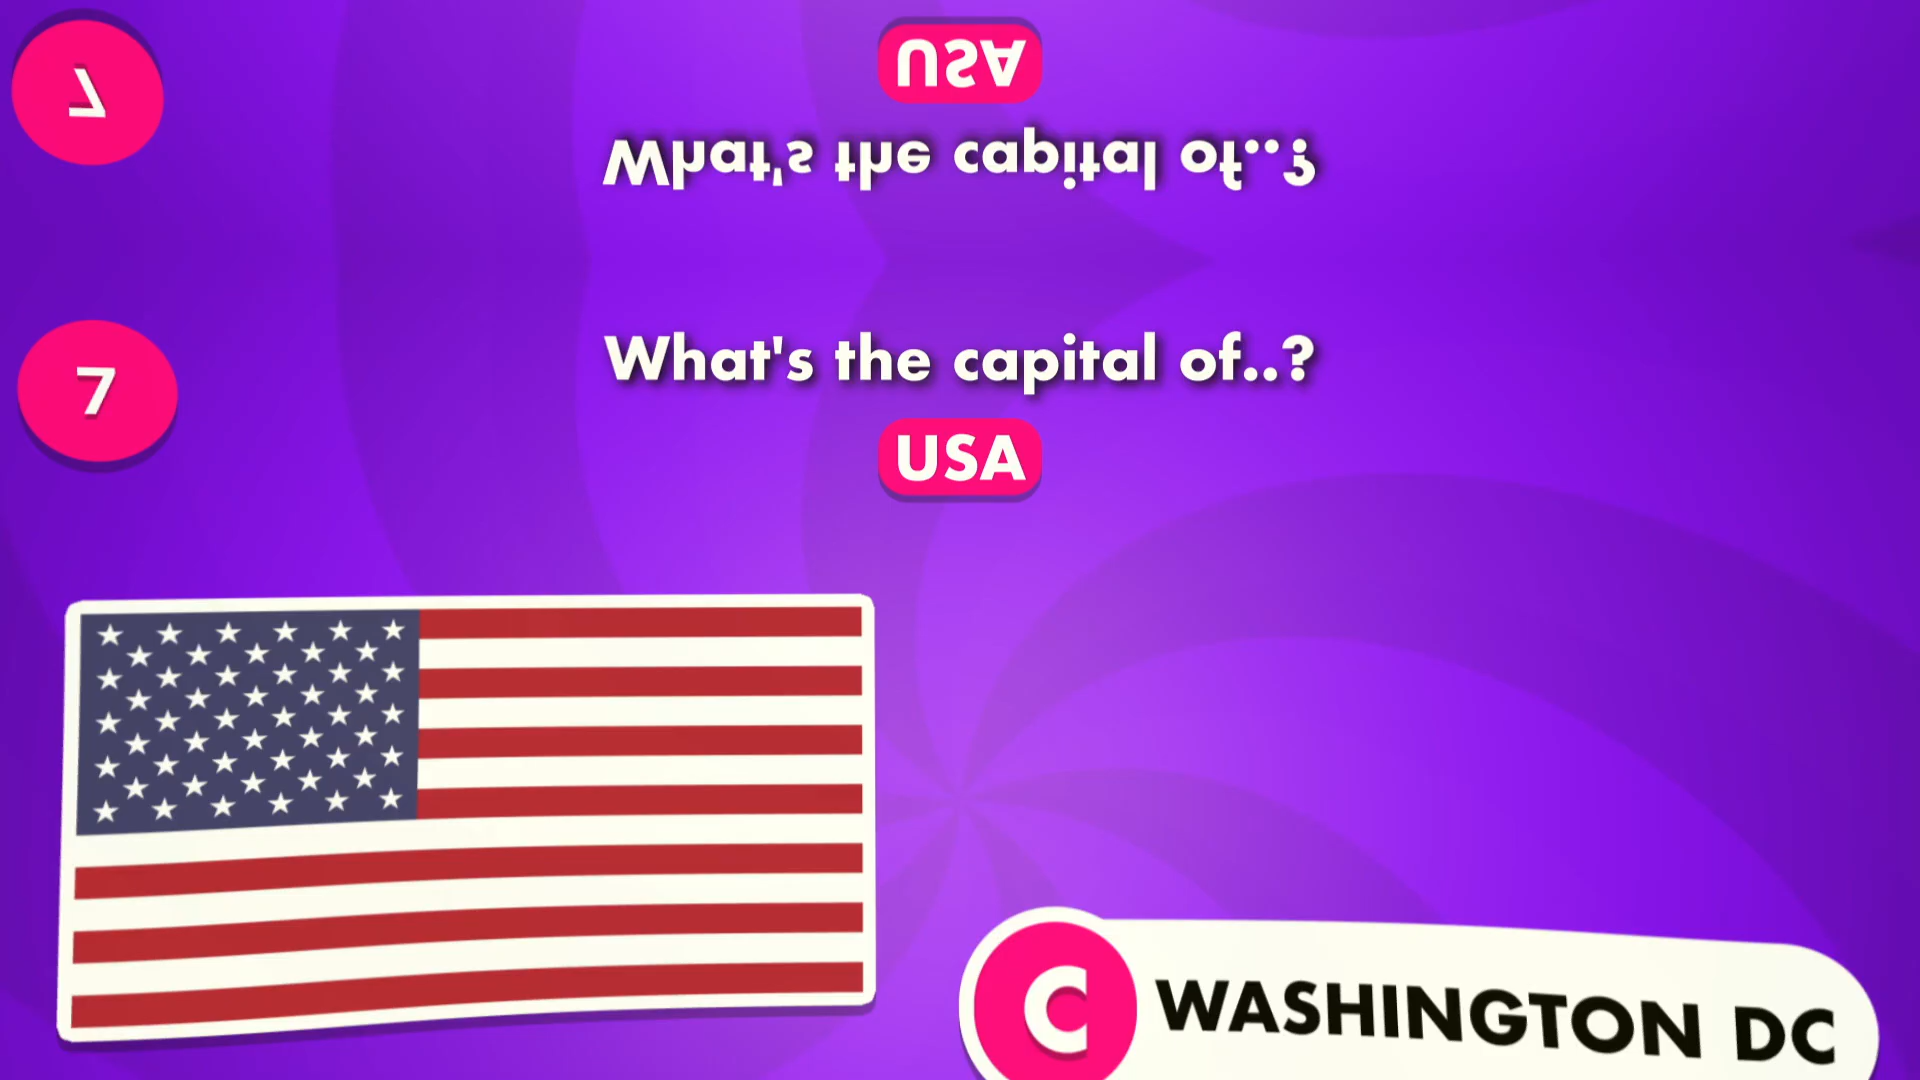 7
USA
What's the capital of..?
What's the capital of..?
7
USA
C WASHINGTON DC